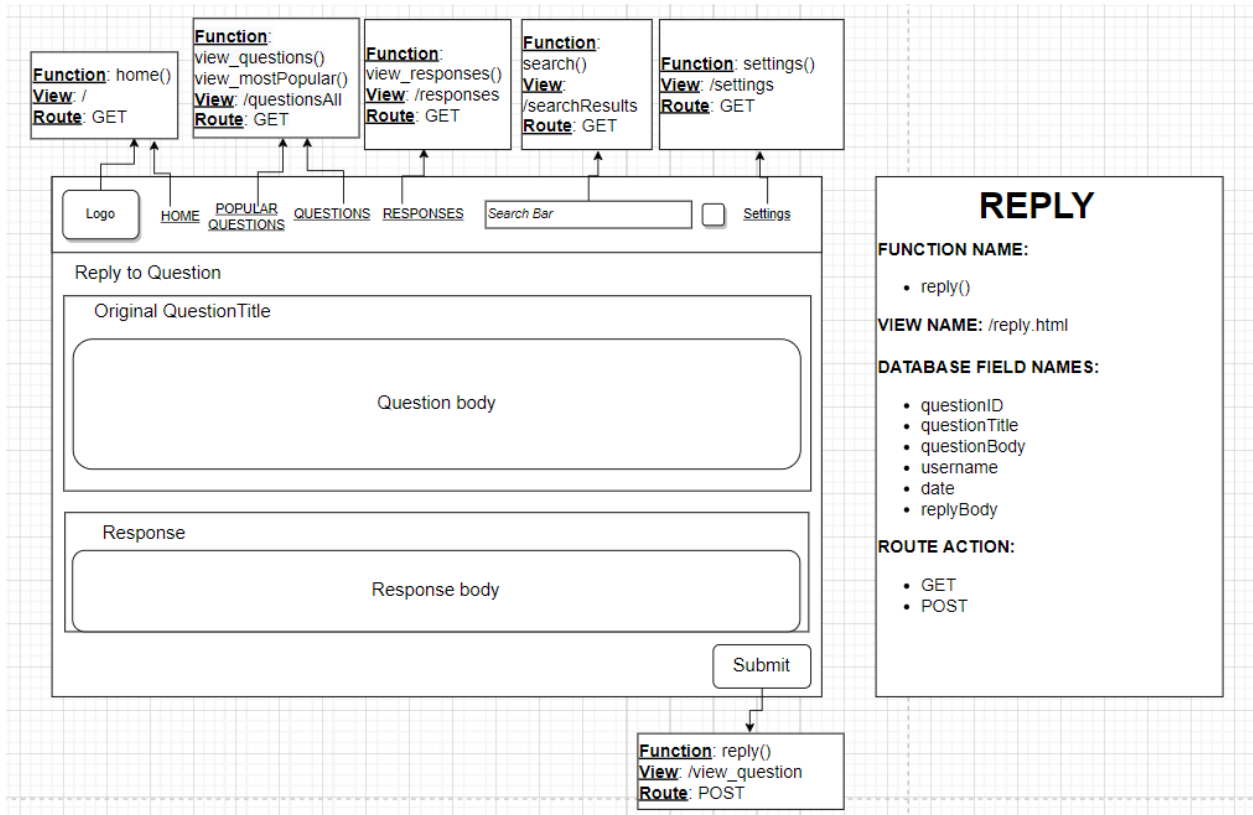 Function: home()
View: /
Route: GET
Function:
view_questions()
view_mostPopular()
View: /questionsAll
Route: GET
Function:
view_responses()
View: /responses
Route: GET
Function:
search()
View:
/searchResults
Route: GET
Function: settings()
View: /settings
Route: GET
Logo
HOME
POPULAR
QUESTIONS
QUESTIONS
RESPONSES
Search Bar
Settings
Reply to Question
Original QuestionTitle
Question body
Response
Response body
Submit
Function: reply()
View: /view_question
Route: POST
REPLY
FUNCTION NAME:
• reply()
VIEW NAME: /reply.html
DATABASE FIELD NAMES:
• questionID
• questionTitle
• questionBody
• username
• date
• replyBody
ROUTE ACTION:
• GET
• POST